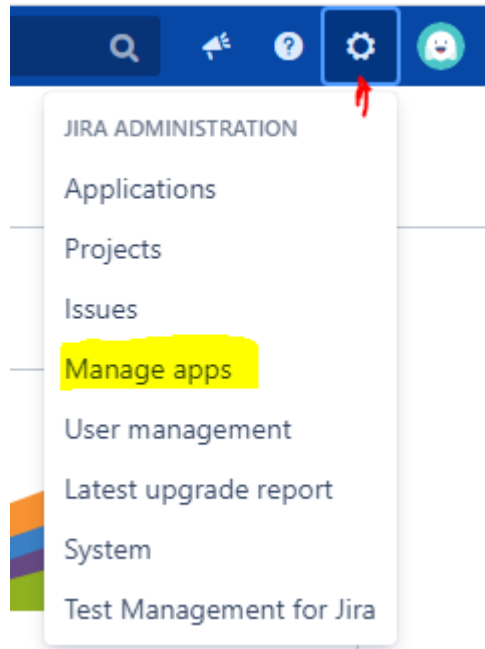 JIRA ADMINISTRATION
Applications
Projects
Issues
Manage apps
User management
Latest upgrade report
System
Test Management for Jira